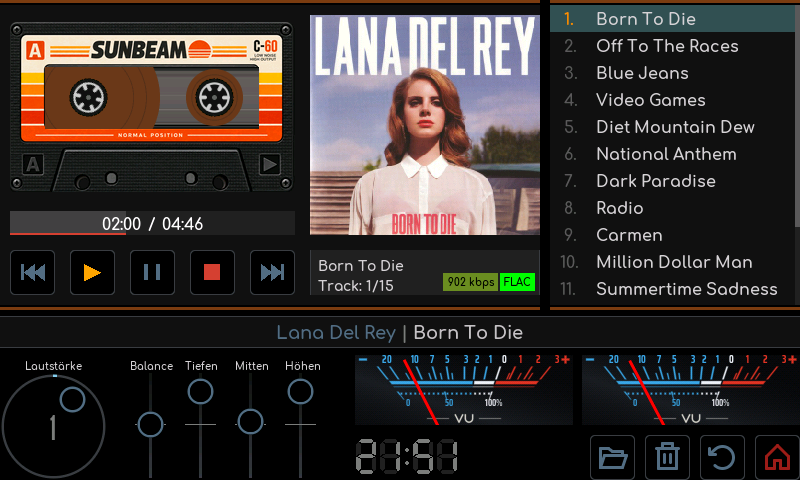 A SUNBEAM C-60
LOW NOISE
HIGH OUTPUT
NORMAL POSITION
A
02:00 / 04:46
LANA DEL REY
BORN TO DIE
Born To Die
Track: 1/15
902 kbps FLAC
1. Born To Die
2. Off To The Races
3. Blue Jeans
4. Video Games
5. Diet Mountain Dew
6. National Anthem
7. Dark Paradise
8. Radio
9. Carmen
10. Million Dollar Man
11. Summertime Sadness
Lana Del Rey | Born To Die
Lautstärke
1
Balance Tiefen Mitten Höhen
- 20 10 7 5 3 2 1 0 1 2 3 +
0 50 100%
VU
- 20 10 7 5 3 2 1 0 1 2 3 +
0 50 100%
VU
21:51